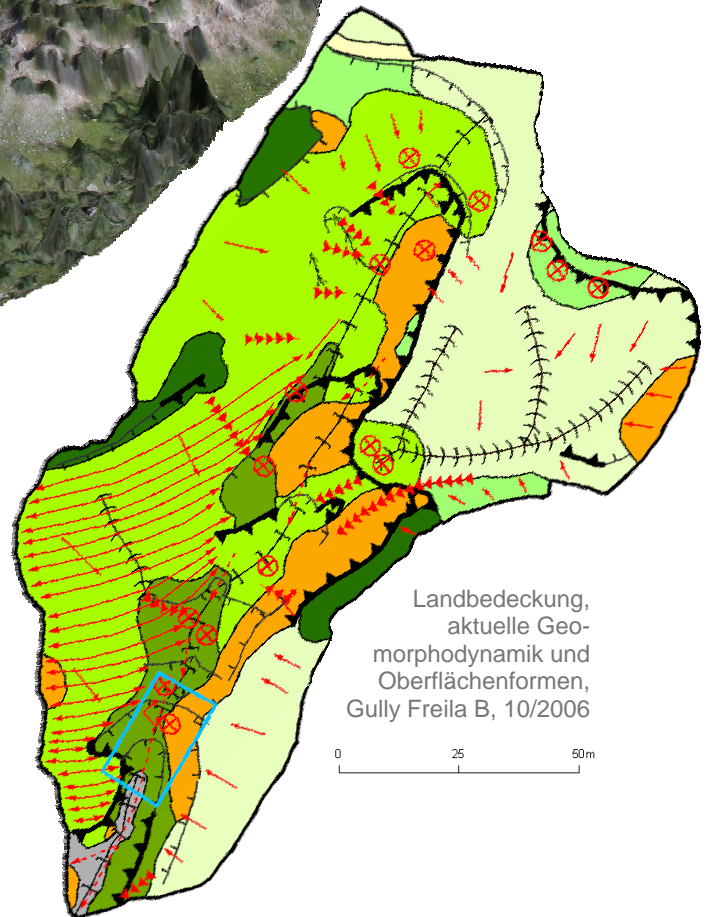 Landbedeckung,
aktuelle Geo-
morphodynamik und
Oberflächenformen,
Gully Freila B, 10/2006
0 25 50m